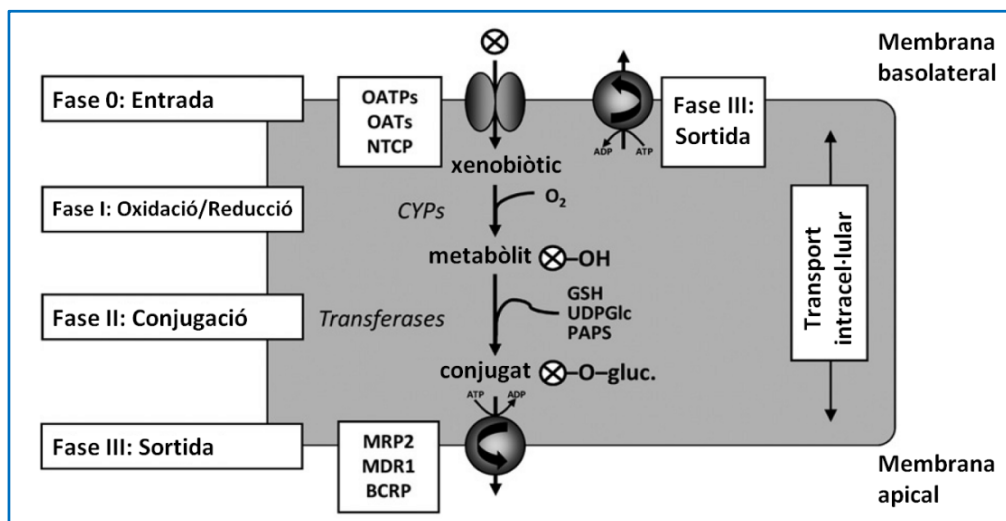 Membrana
basolateral
Fase 0: Entrada
OATPs
OATs
NTCP
Fase III:
Sortida
ADP
ATP
xenobiòtic
Fase I: Oxidació/Reducció
CYPs
O2
metabòlit
–OH
Transport
intracel·lular
Fase II: Conjugació
Transferases
GSH
UDPGlc
PAPS
conjugat
–O–gluc.
ATP
ADP
Fase III: Sortida
MRP2
MDR1
BCRP
Membrana
apical